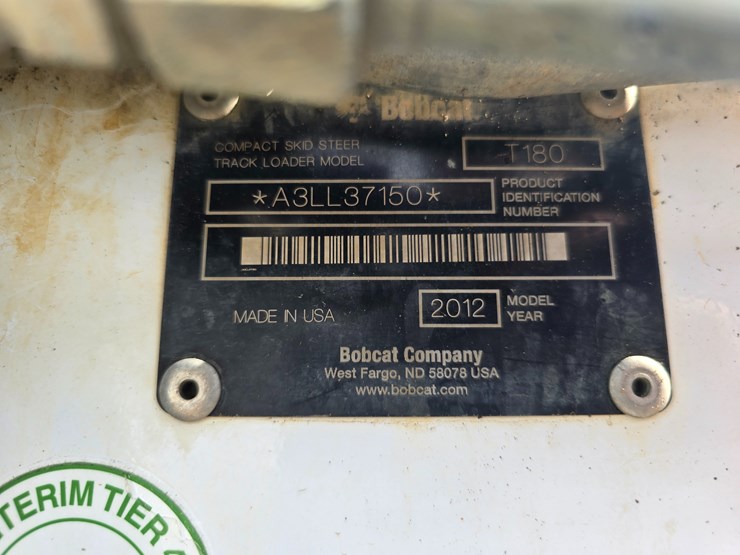 Bobcat
COMPACT SKID STEER
TRACK LOADER MODEL
T180
*A3LL37150*
PRODUCT
IDENTIFICATION
NUMBER
MADE IN USA
2012
MODEL
YEAR
Bobcat Company
West Fargo, ND 58078 USA
www.bobcat.com
TERIM TIER